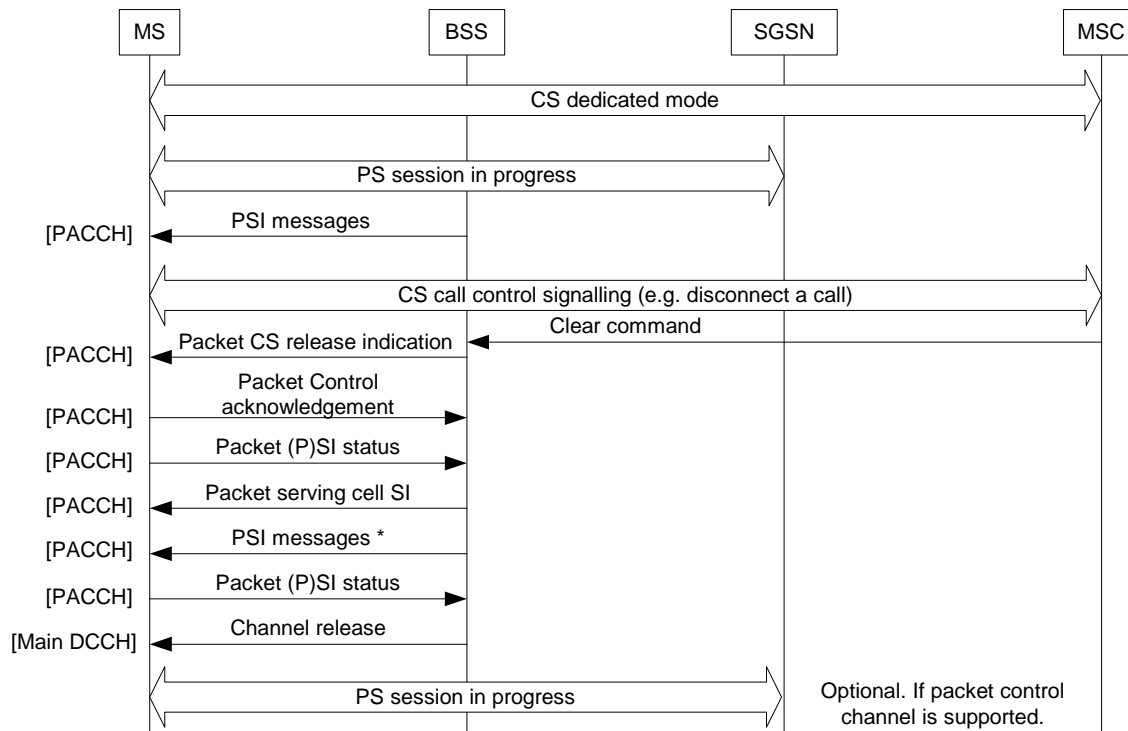 MS
BSS
SGSN
MSC
CS dedicated mode
PS session in progress
PSI messages
[PACCH]
CS call control signalling (e.g. disconnect a call)
Clear command
Packet CS release indication
[PACCH]
Packet Control
acknowledgement
[PACCH]
Packet (P)SI status
[PACCH]
Packet serving cell SI
[PACCH]
PSI messages *
[PACCH]
Packet (P)SI status
[PACCH]
Channel release
[Main DCCH]
PS session in progress
Optional. If packet control
channel is supported.